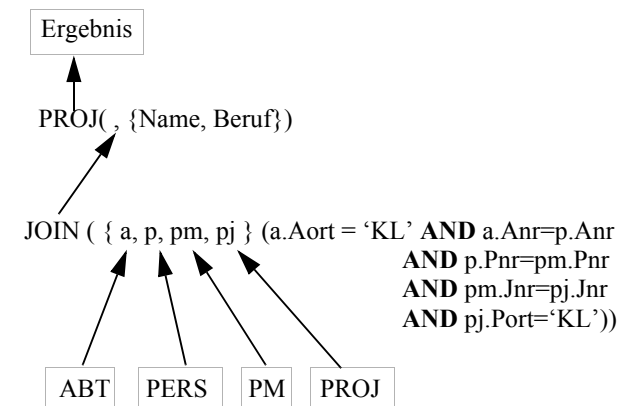 Ergebnis
PROJ( , {Name, Beruf})
JOIN ( { a, p, pm, pj } (a.Aort = ‘KL’ AND a.Anr=p.Anr
AND p.Pnr=pm.Pnr
AND pm.Jnr=pj.Jnr
AND pj.Port=‘KL’))
ABT PERS PM PROJ